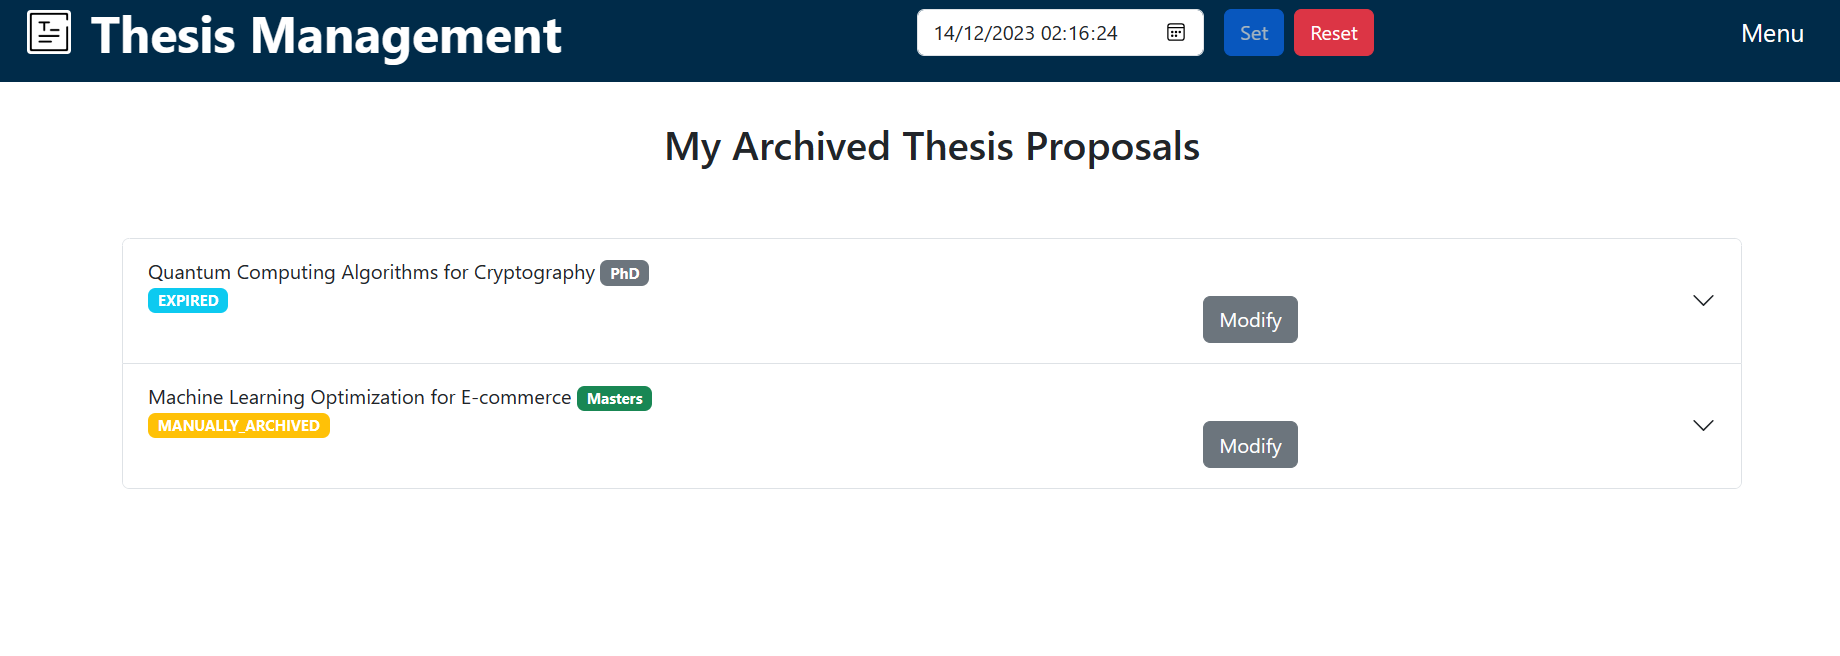 Thesis Management 14/12/2023 02:16:24 Set Reset Menu
My Archived Thesis Proposals
Quantum Computing Algorithms for Cryptography PhD
EXPIRED
Modify
Machine Learning Optimization for E-commerce Masters
MANUALLY_ARCHIVED
Modify